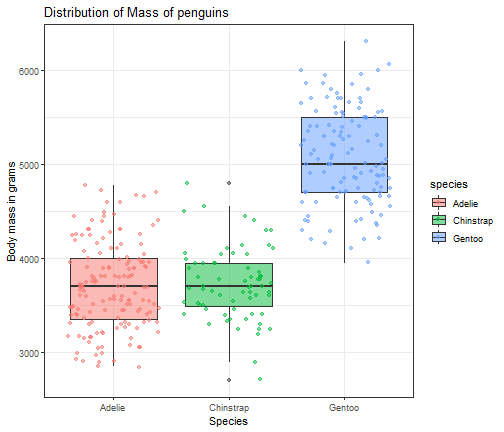 Distribution of Mass of penguins
Body mass in grams
6000
5000
4000
3000
Adelie
Chinstrap
Gentoo
Species
species
Adelie
Chinstrap
Gentoo